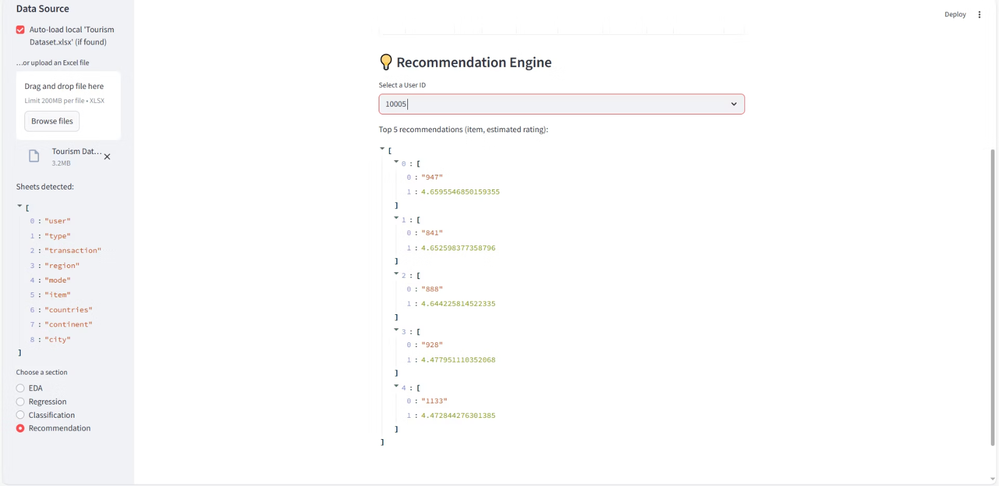 Data Source
Auto-load local 'Tourism
Dataset.xlsx' (if found)
...or upload an Excel file
Drag and drop file here
Limit 200MB per file • XLSX
Browse files
Tourism Dat...
3.2MB
Sheets detected:
[
0 : "user"
1 : "type"
2 : "transaction"
3 : "region"
4 : "mode"
5 : "item"
6 : "countries"
7 : "continent"
8 : "city"
]
Choose a section
EDA
Regression
Classification
Recommendation
Deploy
Recommendation Engine
Select a User ID
10005
Top 5 recommendations (item, estimated rating):
[
0 : [
0 : "947"
1 : 4.6595546850159355
]
1 : [
0 : "841"
1 : 4.652598377358796
]
2 : [
0 : "888"
1 : 4.644225814522335
]
3 : [
0 : "928"
1 : 4.477951110352068
]
4 : [
0 : "1133"
1 : 4.472844276301385
]
]